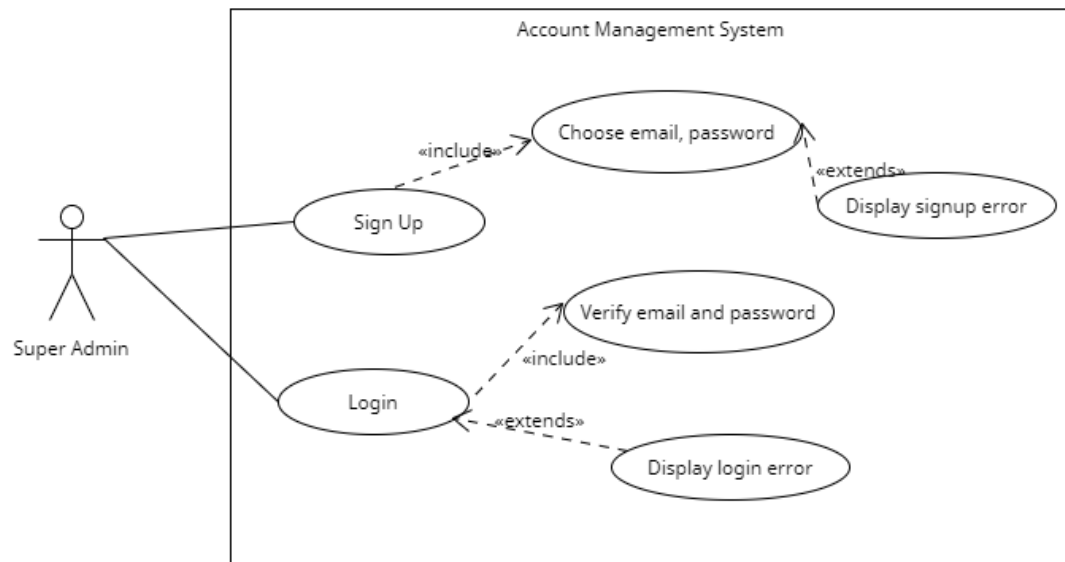 Account Management System
Choose email, password
«include»
«extends»
Display signup error
Sign Up
Verify email and password
Super Admin
«include»
Login
«extends»
Display login error